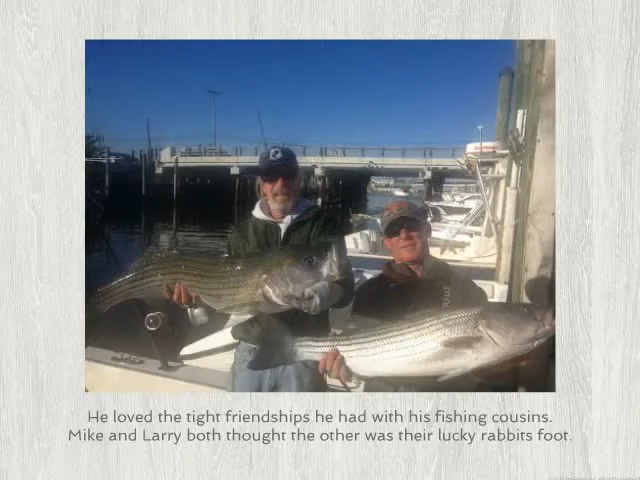 He loved the tight friendships he had with his fishing cousins.
Mike and Larry both thought the other was their lucky rabbits foot.